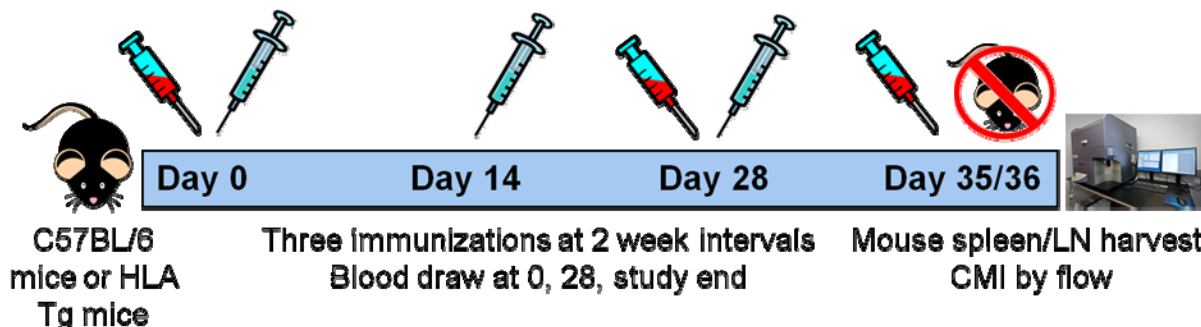 Day 0 Day 14 Day 28 Day 35/36
C57BL/6
mice or HLA
Tg mice
Three immunizations at 2 week intervals
Blood draw at 0, 28, study end
Mouse spleen/LN harvest
CMI by flow